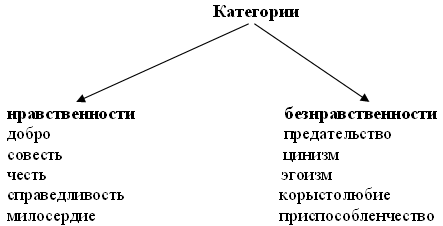 Категории
нравственности
добро
совесть
честь
справедливость
милосердие
безнравственности
предательство
цинизм
эгоизм
корыстолюбие
приспособленчество